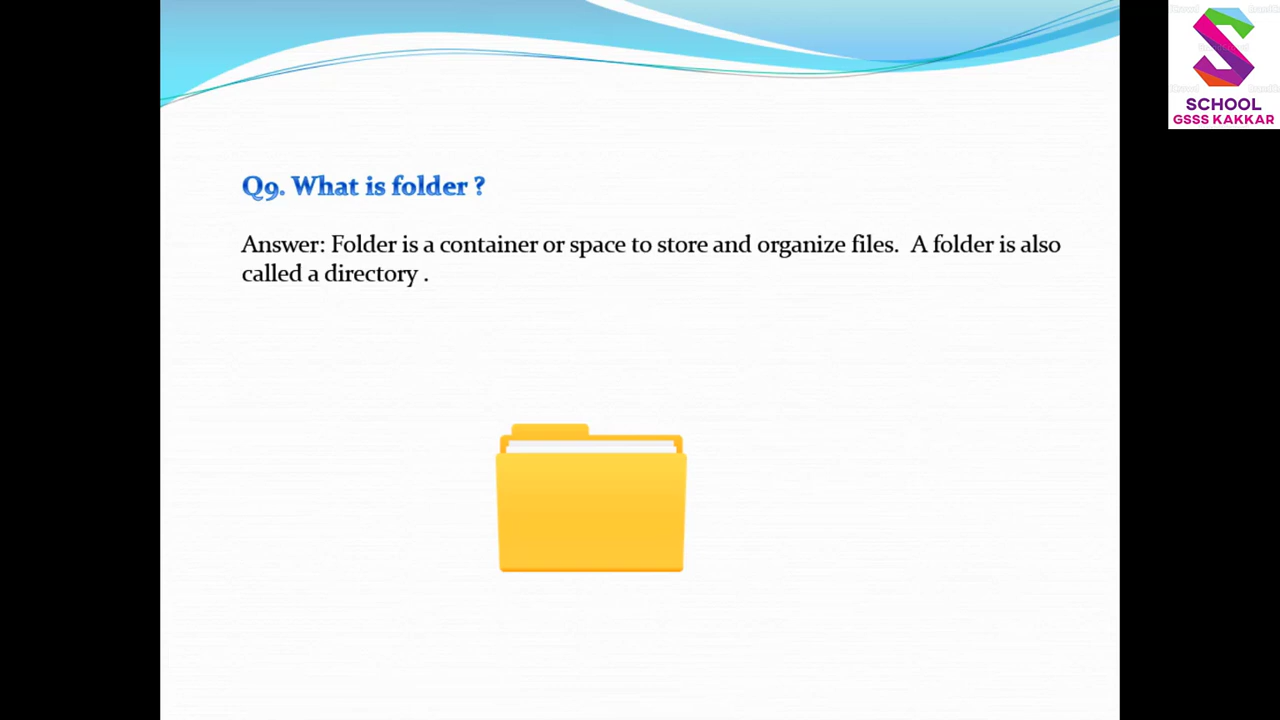 SCHOOL
GSSS KAKKAR
Q9. What is folder ?
Answer: Folder is a container or space to store and organize files.  A folder is also
called a directory .